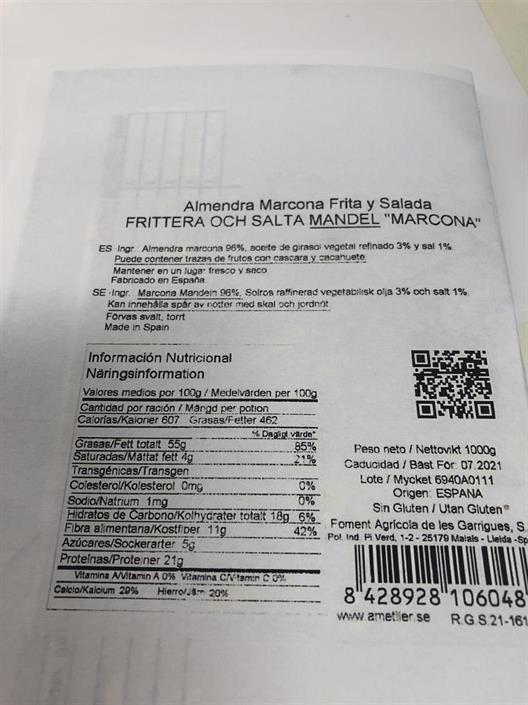 Almendra Marcona Frita y Salada
FRITTERA OCH SALTA MANDEL "MARCONA"
ES Ingr.: Almendra marcona 96%, aceite de girasol vegetal refinado 3% y sal 1%
Puede contener trazas de frutos con cascara y cacahuete.
Mantener en un lugar fresco y seco
Fabricado en España
SE Ingr. Marcona Mandeln 96%, Solros raffinerad vegetabilisk olja 3% och salt 1%
Kan innehålla spår av nötter med skal och jordnöt.
Förvas svalt, torrt
Made in Spain
Información Nutricional
Näringsinformation
Valores medios por 100g / Medelvärden per 100g
Cantidad por ración / Mängd per potion
Calorías/Kalorier 607 Grasas/Fetter 462
% Dagligt värde*
Grasas/Fett totalt 55g 85%
Saturadas/Mättat fett 4g 21%
Transgénicas/Transgen
Colesterol/Kolesterol 0mg 0%
Sodio/Natrium 1mg 0%
Hidratos de Carbono/Kolhydrater totalt 18g 6%
Fibra alimentaria/Kostfiber 11g 42%
Azúcares/Sockerarter 5g
Proteínas/Proteiner 21g
Vitamina A/Vitamin A 0% Vitamina C/Vitamin C 0%
Calcio/Kalcium 29% Hierro/Järn 20%
Peso neto / Nettovikt 1000g
Caducidad / Bäst För: 07.2021
Lote / Mycket 6940A0111
Origen: ESPANA
Sin Gluten / Utan Gluten*
Foment Agrícola de les Garrigues, S.
Pol. Ind. Pi Verd, 1-2 - 25179 Maials - Lleida -Sp
8 428928 106048
www.ametller.se R.G.S 21-161